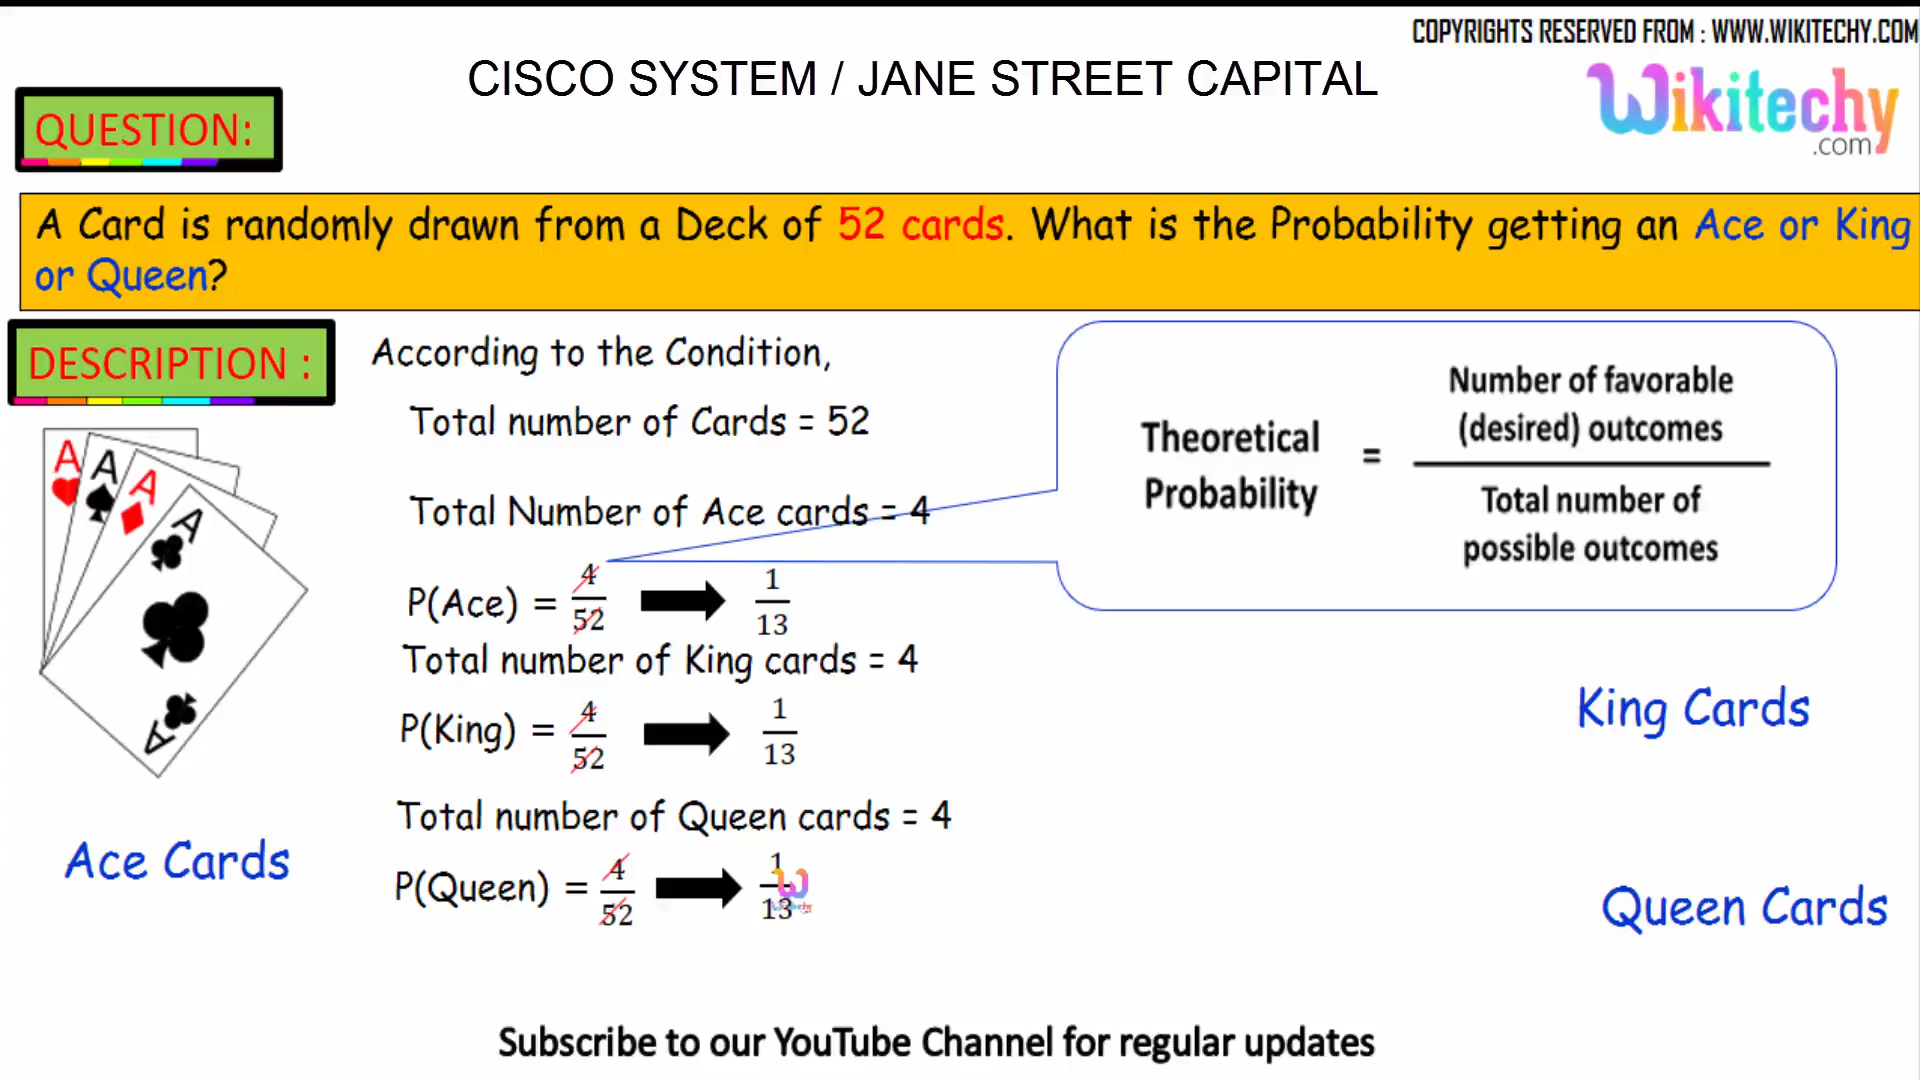 COPYRIGHTS RESERVED FROM : WWW.WIKITECHY.COM
CISCO SYSTEM / JANE STREET CAPITAL
Wikitechy
.com
QUESTION:
A Card is randomly drawn from a Deck of 52 cards. What is the Probability getting an Ace or King
or Queen?
DESCRIPTION :
According to the Condition,
Total number of Cards = 52
Total Number of Ace cards = 4
P(Ace) = 4/52 1/13
Total number of King cards = 4
P(King) = 4/52 1/13
Total number of Queen cards = 4
P(Queen) = 4/52 1/13
Theoretical
Probability
=
Number of favorable
(desired) outcomes
Total number of
possible outcomes
A
A
A
A
A
Ace Cards
King Cards
Queen Cards
Subscribe to our YouTube Channel for regular updates